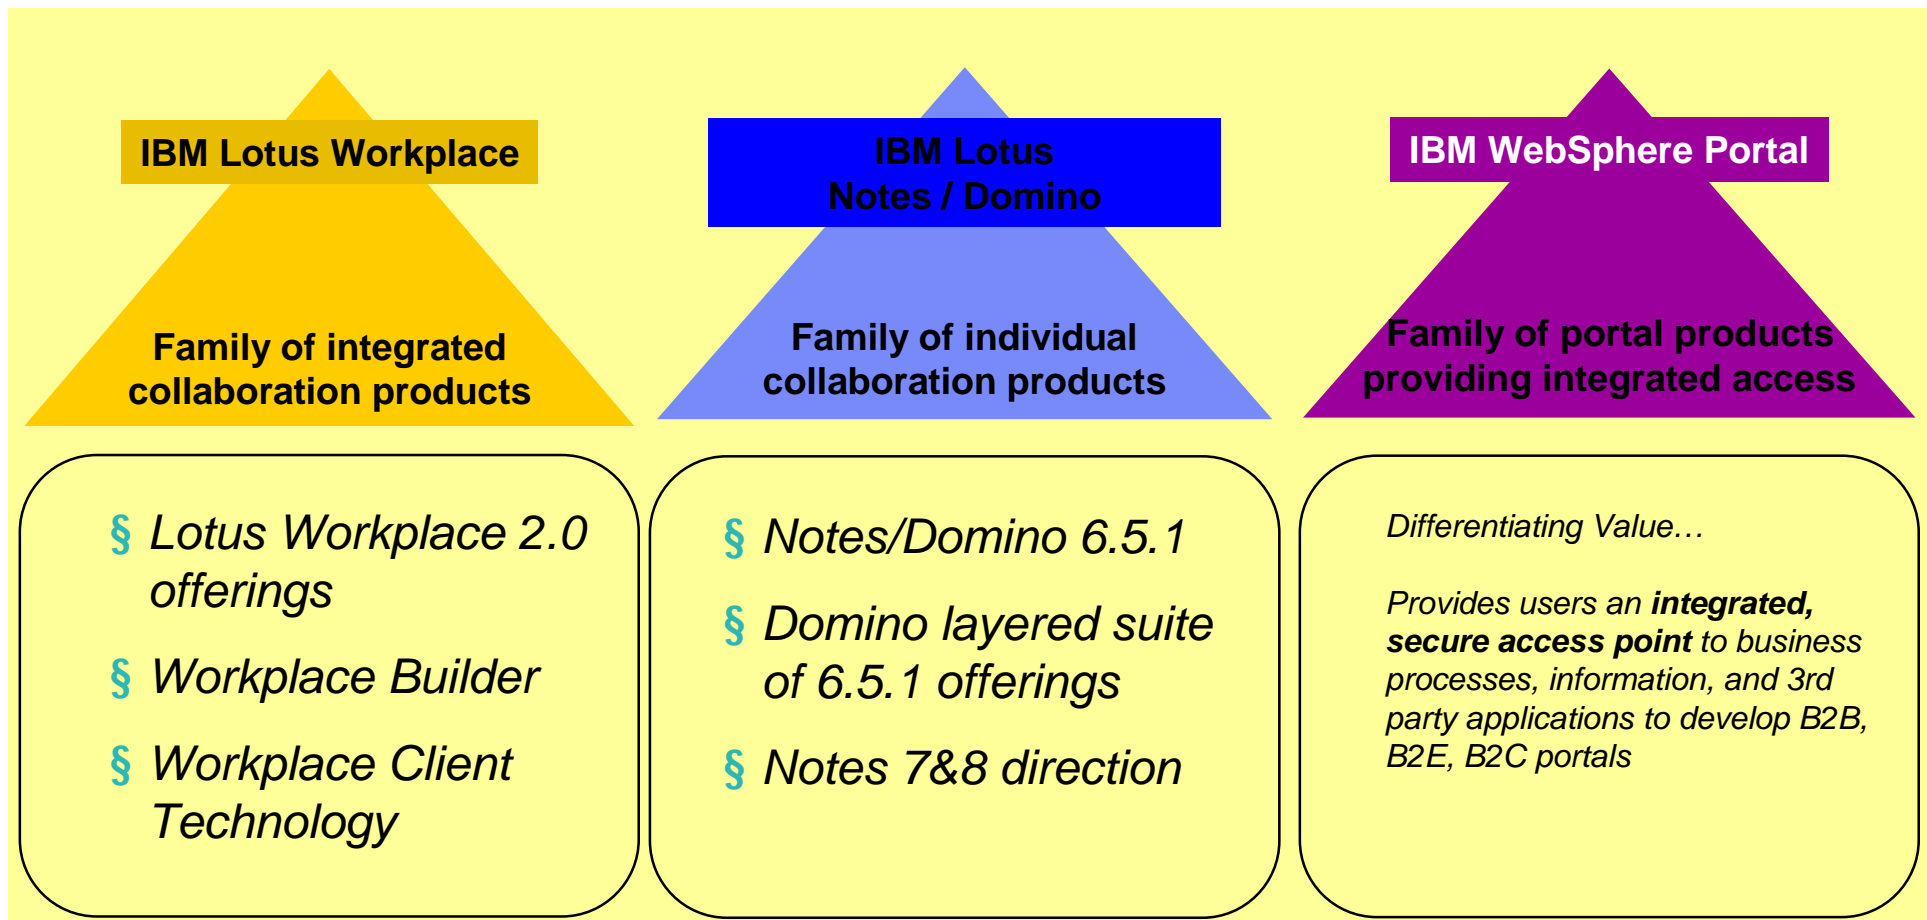 IBM Lotus Workplace
Family of integrated
collaboration products
§ Lotus Workplace 2.0
offerings
§ Workplace Builder
§ Workplace Client
Technology
IBM Lotus
Notes / Domino
Family of individual
collaboration products
§ Notes/Domino 6.5.1
§ Domino layered suite
of 6.5.1 offerings
§ Notes 7&8 direction
IBM WebSphere Portal
Family of portal products
providing integrated access
Differentiating Value…
Provides users an integrated,
secure access point to business
processes, information, and 3rd
party applications to develop B2B,
B2E, B2C portals